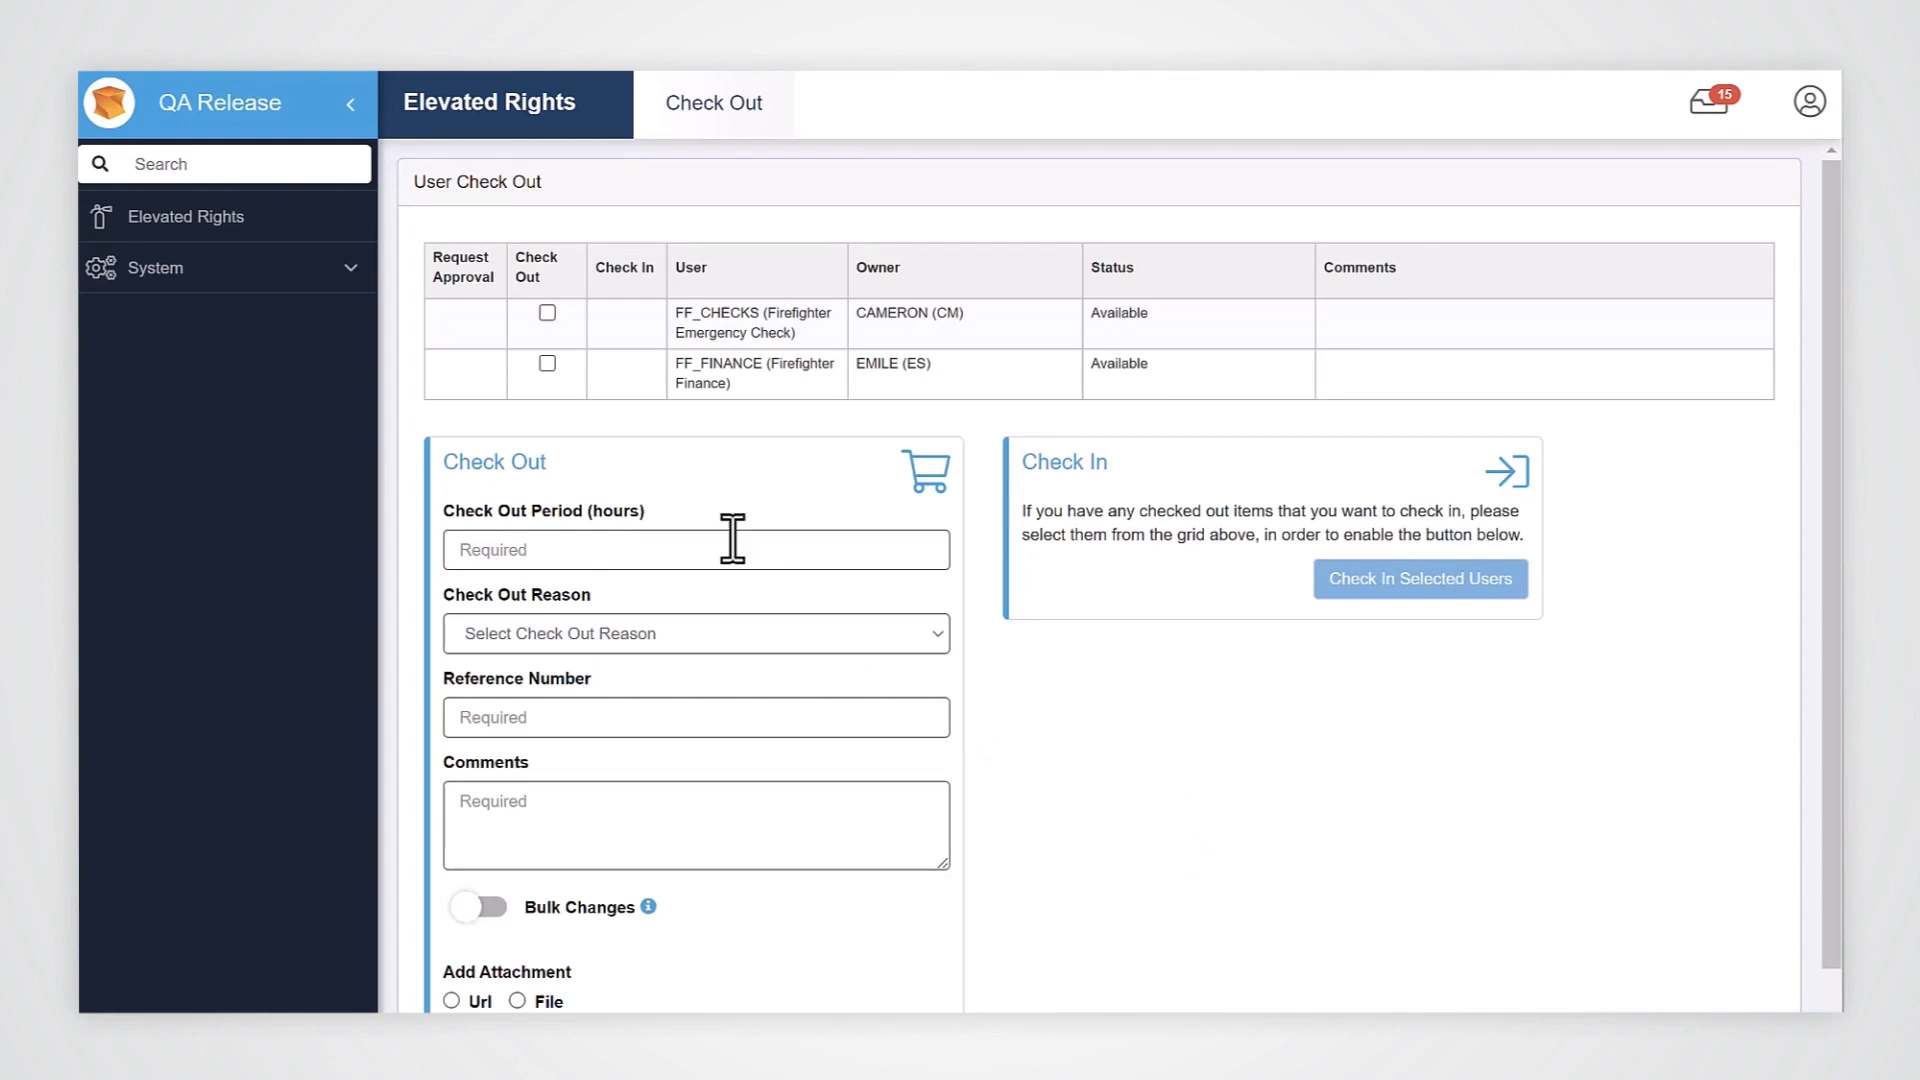 QA Release
Elevated Rights
Check Out
15
Search
Elevated Rights
System
User Check Out
Request Approval
Check Out
Check In
User
Owner
Status
Comments
FF_CHECKS (Firefighter
Emergency Check)
CAMERON (CM)
Available
FF_FINANCE (Firefighter
Finance)
EMILE (ES)
Available
Check Out
Check Out Period (hours)
Required
Check Out Reason
Select Check Out Reason
Reference Number
Required
Comments
Required
Bulk Changes
Add Attachment
Url File
Check In
If you have any checked out items that you want to check in, please
select them from the grid above, in order to enable the button below.
Check In Selected Users